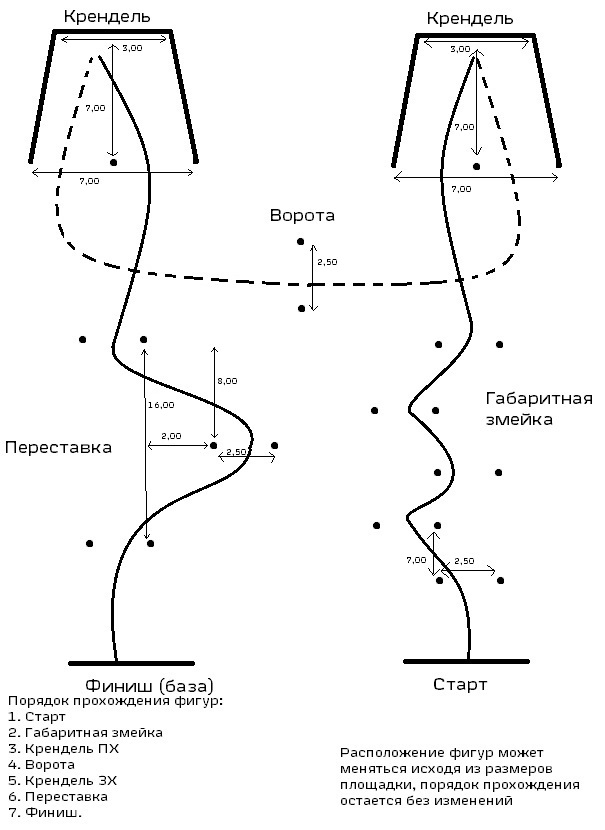 Крендель
Крендель
3,00
3,00
7,00
7,00
7,00
7,00
Ворота
2,50
8,00
16,00
Габаритная
змейка
Переставка
2,00
2,50
7,00
2,50
Финиш (база)
Старт
Порядок прохождения фигур:
1. Старт
2. Габаритная змейка
3. Крендель ПХ
4. Ворота
5. Крендель ЗХ
6. Переставка
7. Финиш.
Расположение фигур может
меняться исходя из размеров
площадки, порядок прохождения
остается без изменений